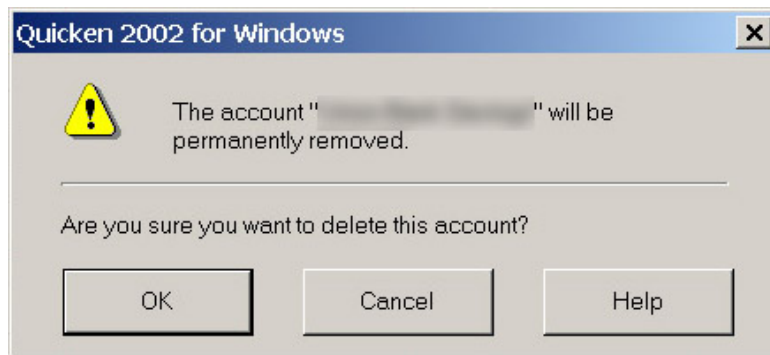 Quicken 2002 for Windows
The account " " will be
permanently removed.
Are you sure you want to delete this account?
OK
Cancel
Help